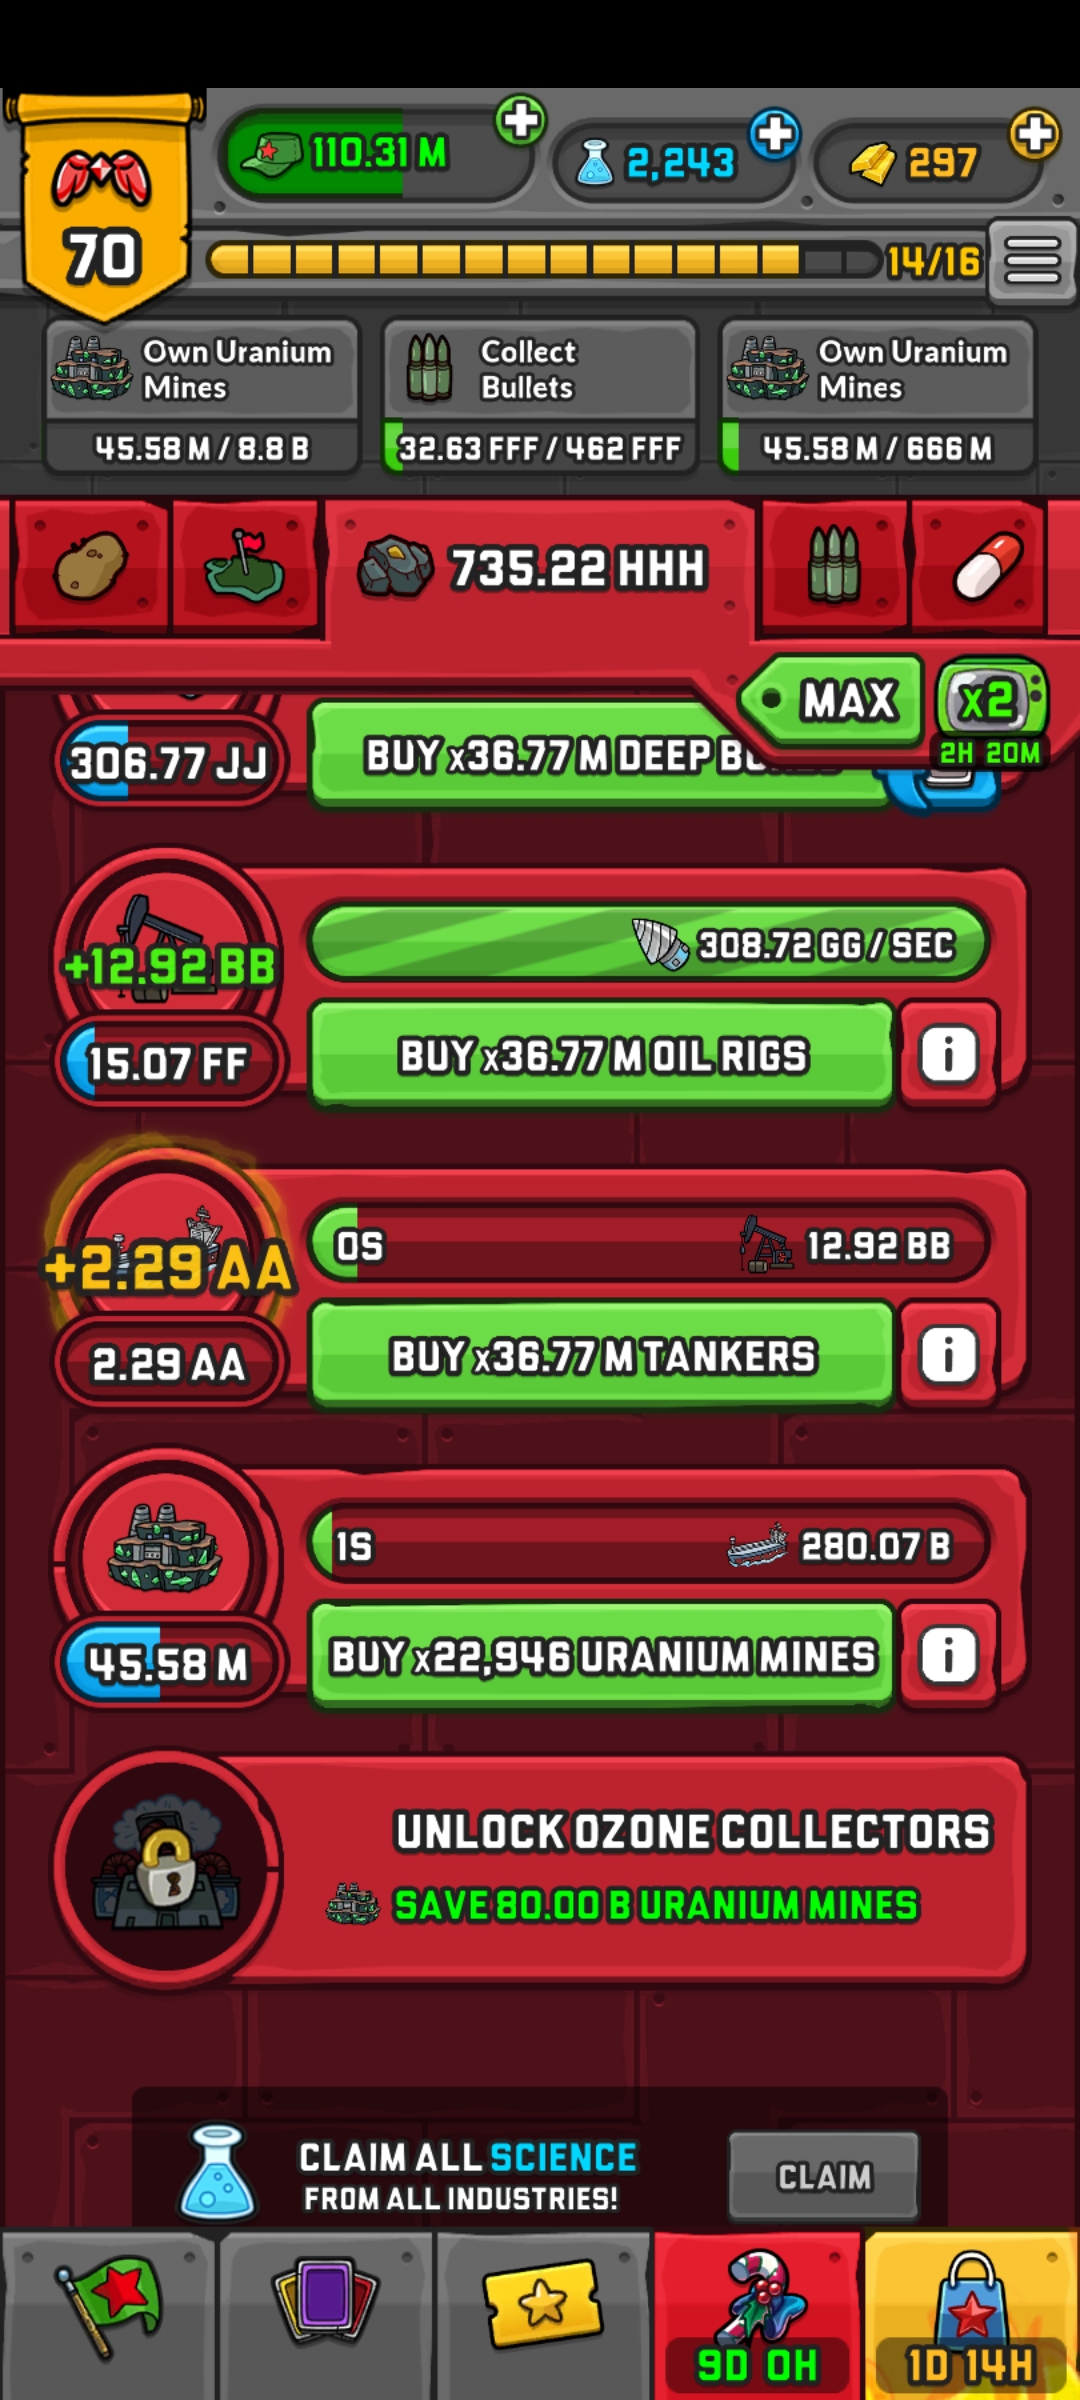 110.31 M
2,243
297
70
14/16
Own Uranium
Mines
45.58 M / 8.8 B
Collect
Bullets
32.63 FFF / 462 FFF
Own Uranium
Mines
45.58 M / 666 M
735.22 HHH
MAX
x2
2H 20M
306.77 JJ
BUY x36.77 M DEEP
+12.92 BB
308.72 GG / SEC
15.07 FF
BUY x36.77 M OIL RIGS
i
+2.29 AA
0S
12.92 BB
2.29 AA
BUY x36.77 M TANKERS
i
1S
280.07 B
45.58 M
BUY x22,946 URANIUM MINES
i
UNLOCK OZONE COLLECTORS
SAVE 80.00 B URANIUM MINES
CLAIM ALL SCIENCE
FROM ALL INDUSTRIES!
CLAIM
9D 0H
1D 14H